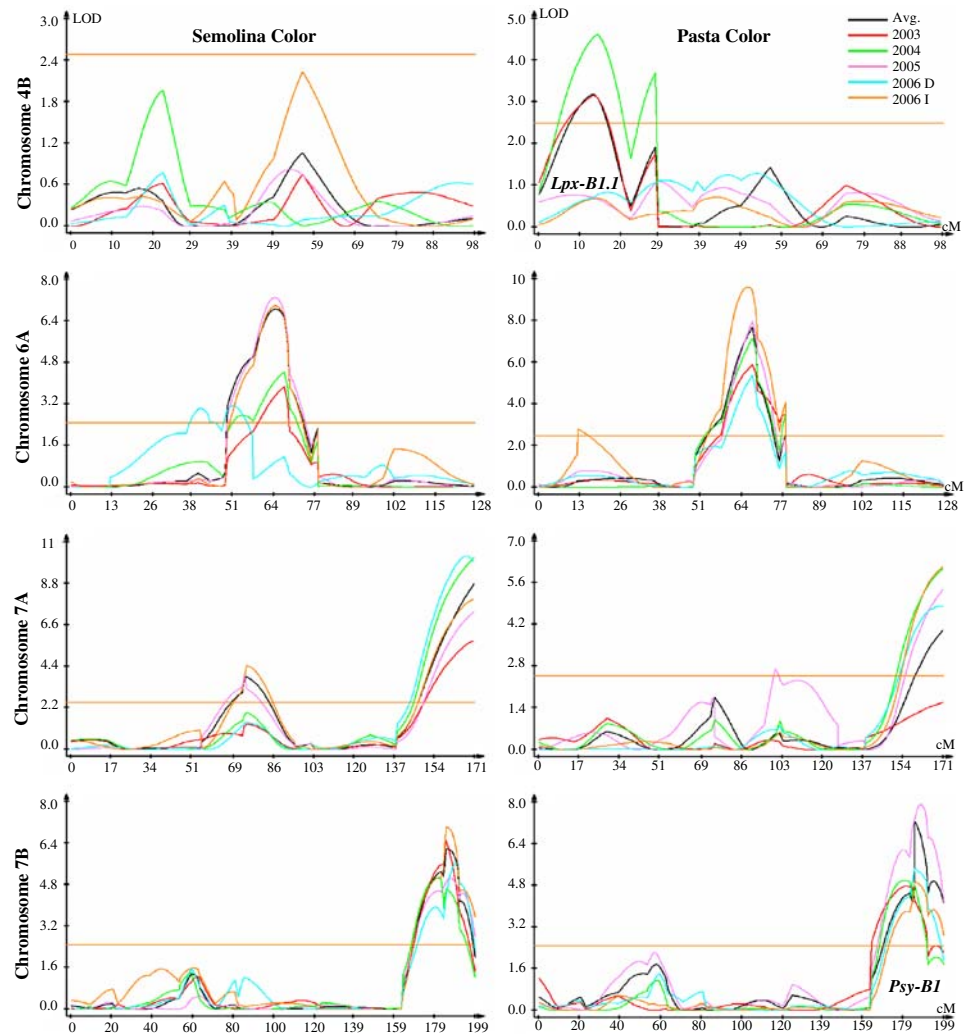 LOD
Semolina Color
Chromosome 4B
3.0
2.4
1.8
1.2
0.6
0.0
0 10 20 29 39 49 59 69 79 88 98
LOD
Pasta Color
5.0
4.0
3.0
2.0
1.0
0.0
Avg.
2003
2004
2005
2006 D
2006 I
Lpx-B1.1
0 10 20 29 39 49 59 69 79 88 98
cM
Chromosome 6A
8.0
6.4
4.8
3.2
1.6
0.0
0 13 26 38 51 64 77 89 102 115 128
10
8.0
6.0
4.0
2.0
0.0
0 13 26 38 51 64 77 89 102 115 128
cM
Chromosome 7A
11
8.8
6.6
4.4
2.2
0.0
0 17 34 51 69 86 103 120 137 154 171
7.0
5.6
4.2
2.8
1.4
0.0
0 17 34 51 69 86 103 120 137 154 171
cM
Chromosome 7B
8.0
6.4
4.8
3.2
1.6
0.0
0 20 40 60 80 100 119 139 159 179 199
8.0
6.4
4.8
3.2
1.6
0.0
Psy-B1
0 20 40 60 80 100 119 139 159 179 199
cM